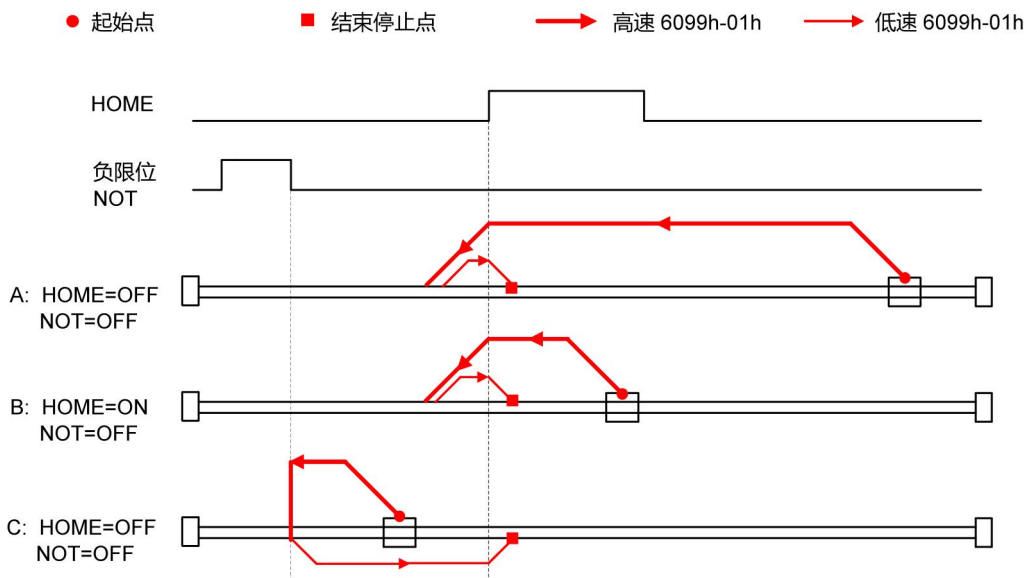 起始点 结束停止点 高速 6099h-01h 低速 6099h-01h
HOME
负限位
NOT
A: HOME=OFF
NOT=OFF
B: HOME=ON
NOT=OFF
C: HOME=OFF
NOT=OFF